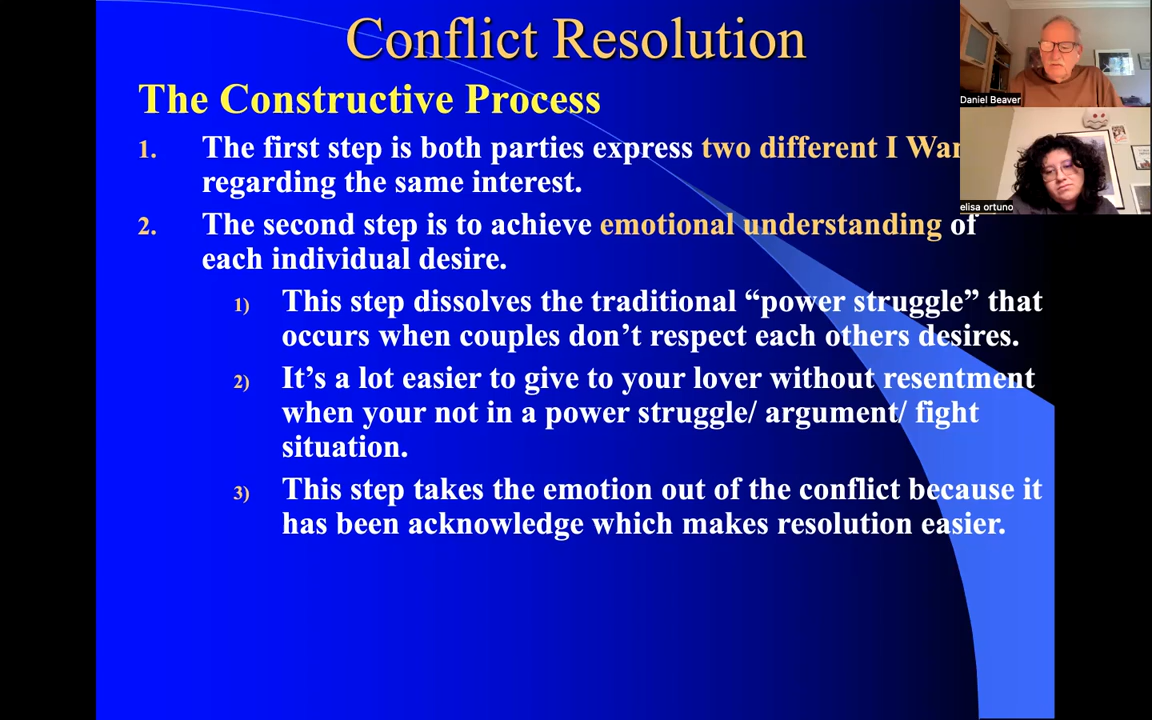 Conflict Resolution
The Constructive Process
1. The first step is both parties express two different I
regarding the same interest.
2. The second step is to achieve emotional understanding of
each individual desire.
1) This step dissolves the traditional “power struggle” that
occurs when couples don’t respect each others desires.
2) It’s a lot easier to give to your lover without resentment
when your not in a power struggle/ argument/ fight
situation.
3) This step takes the emotion out of the conflict because it
has been acknowledge which makes resolution easier.
Daniel Beaver
elisa ortuno